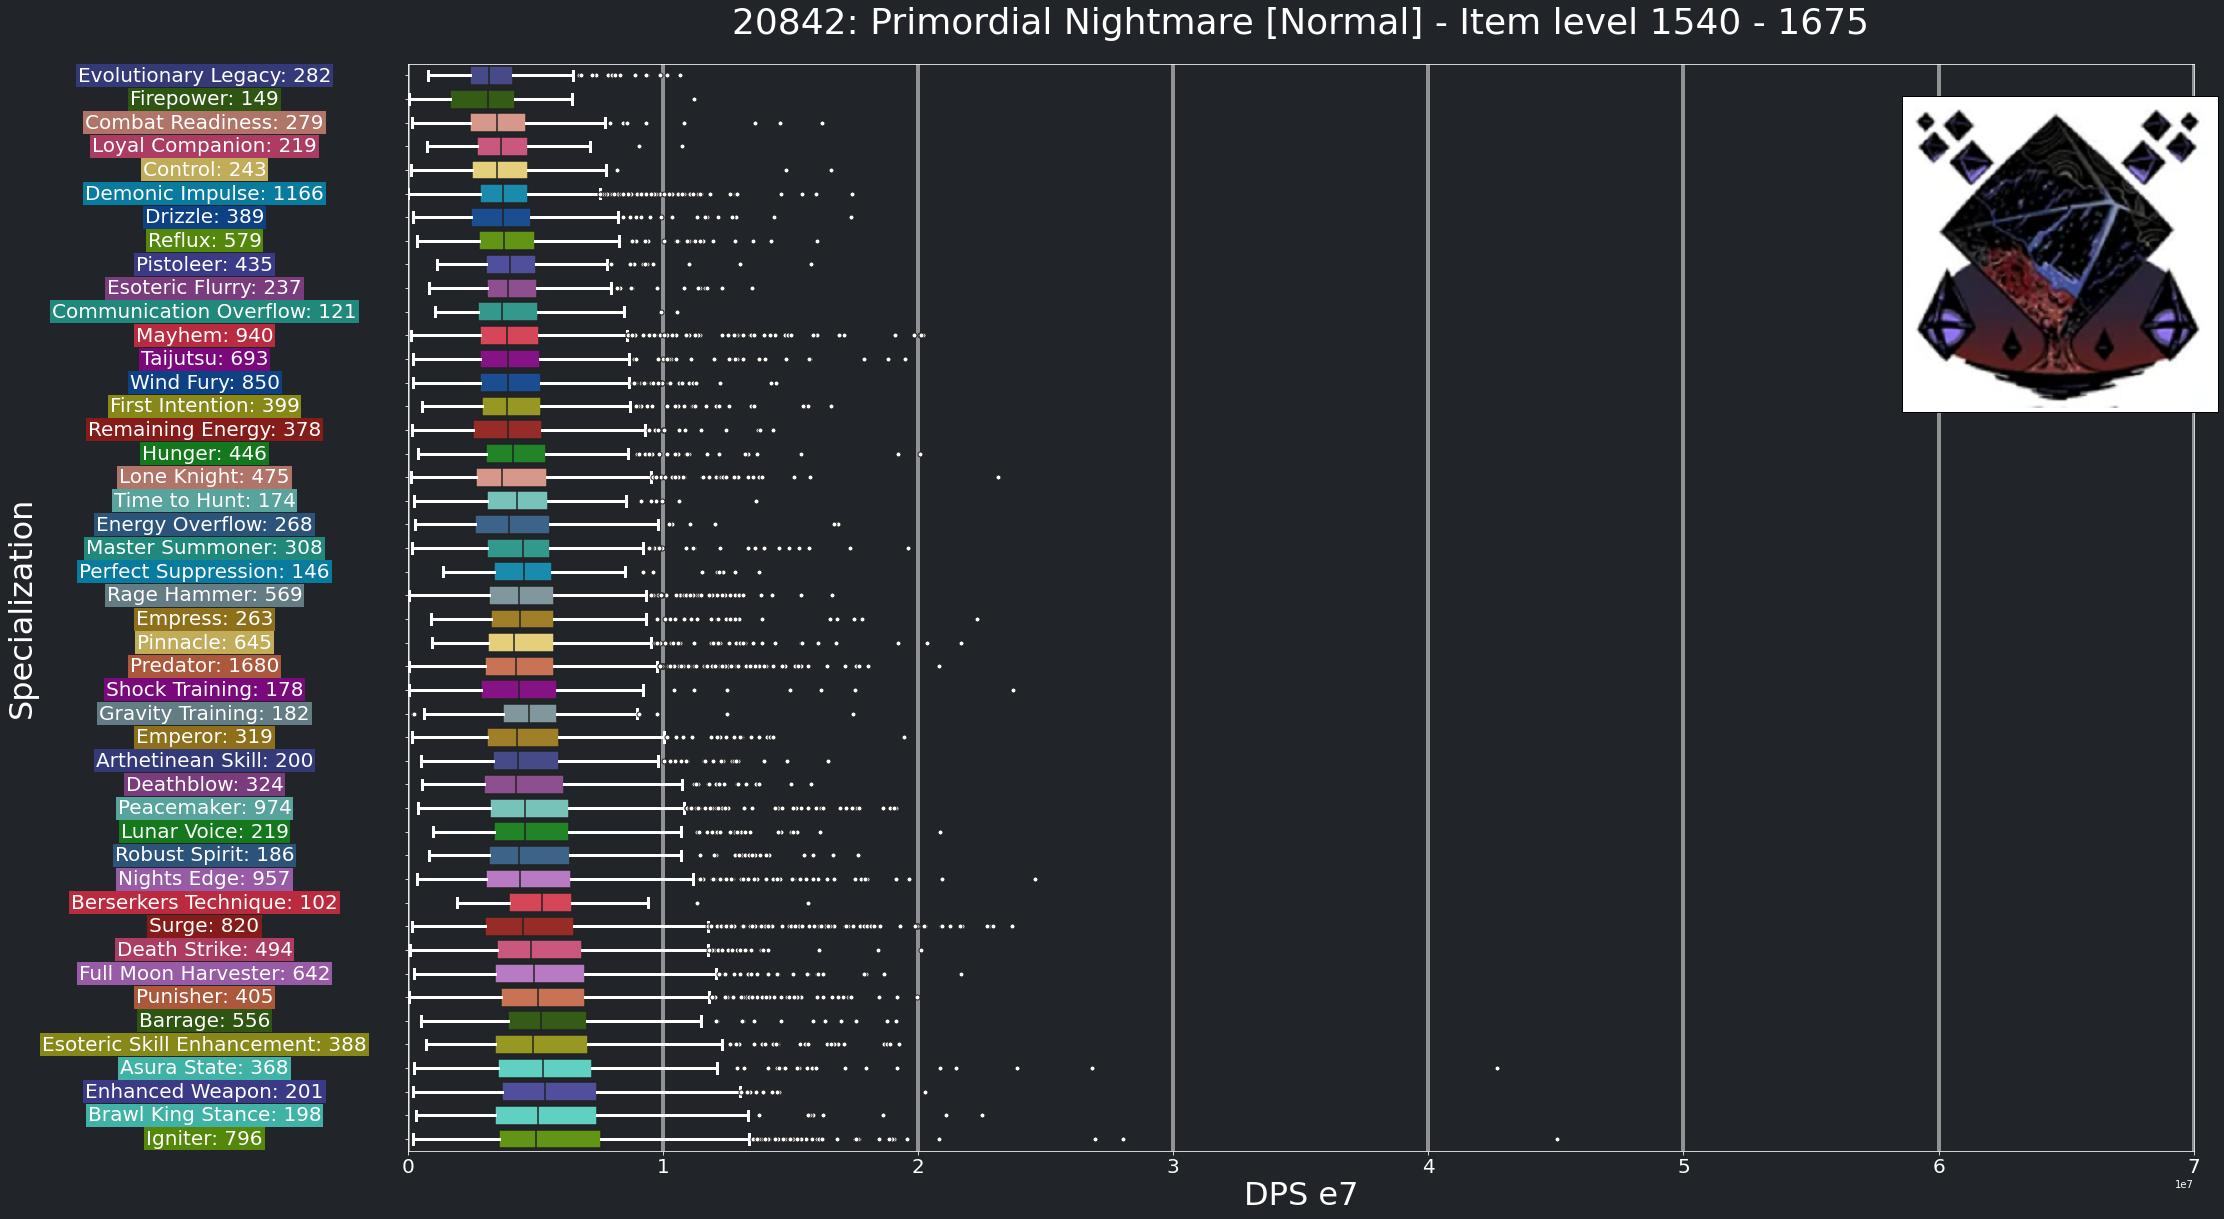 20842: Primordial Nightmare [Normal] - Item level 1540 - 1675
Specialization
Evolutionary Legacy: 282
Firepower: 149
Combat Readiness: 279
Loyal Companion: 219
Control: 243
Demonic Impulse: 1166
Drizzle: 389
Reflux: 579
Pistoleer: 435
Esoteric Flurry: 237
Communication Overflow: 121
Mayhem: 940
Taijutsu: 693
Wind Fury: 850
First Intention: 399
Remaining Energy: 378
Hunger: 446
Lone Knight: 475
Time to Hunt: 174
Energy Overflow: 268
Master Summoner: 308
Perfect Suppression: 146
Rage Hammer: 569
Empress: 263
Pinnacle: 645
Predator: 1680
Shock Training: 178
Gravity Training: 182
Emperor: 319
Arthetinean Skill: 200
Deathblow: 324
Peacemaker: 974
Lunar Voice: 219
Robust Spirit: 186
Nights Edge: 957
Berserkers Technique: 102
Surge: 820
Death Strike: 494
Full Moon Harvester: 642
Punisher: 405
Barrage: 556
Esoteric Skill Enhancement: 388
Asura State: 368
Enhanced Weapon: 201
Brawl King Stance: 198
Igniter: 796
0 1 2 3 4 5 6 7
DPS e7
1e7